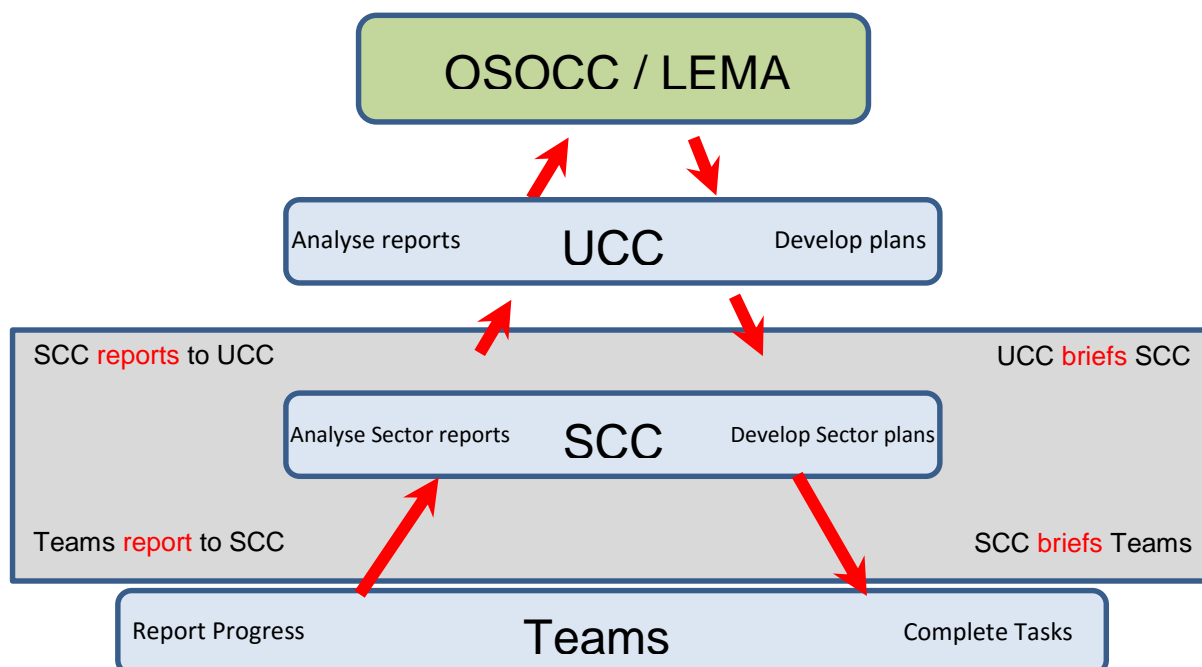 OSOCC / LEMA
Analyse reports
UCC
Develop plans
SCC reports to UCC
UCC briefs SCC
Analyse Sector reports
SCC
Develop Sector plans
Teams report to SCC
SCC briefs Teams
Report Progress
Teams
Complete Tasks